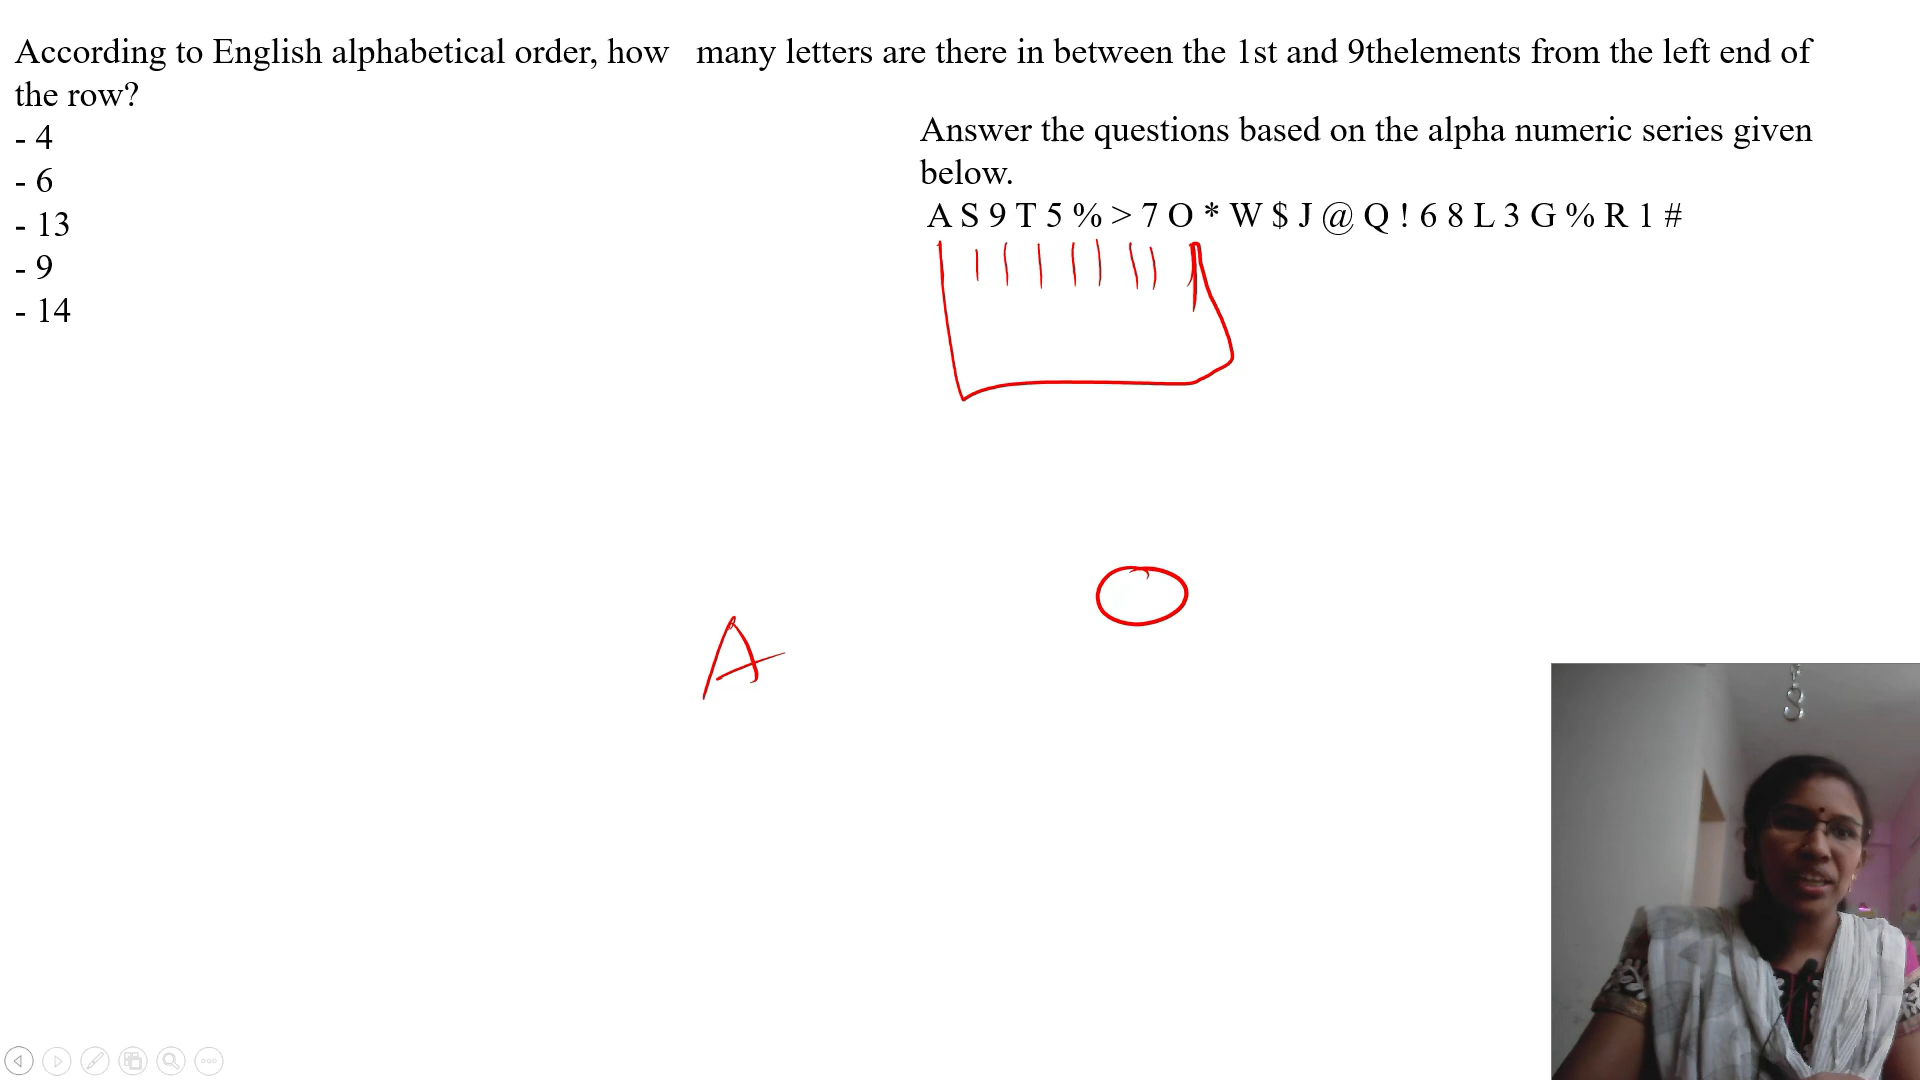 According to English alphabetical order, how   many letters are there in between the 1st and 9thelements from the left end of
the row?
- 4
- 6
- 13
- 9
- 14
Answer the questions based on the alpha numeric series given
below.
A S 9 T 5 % > 7 O * W $ J @ Q ! 6 8 L 3 G % R 1 #
A O